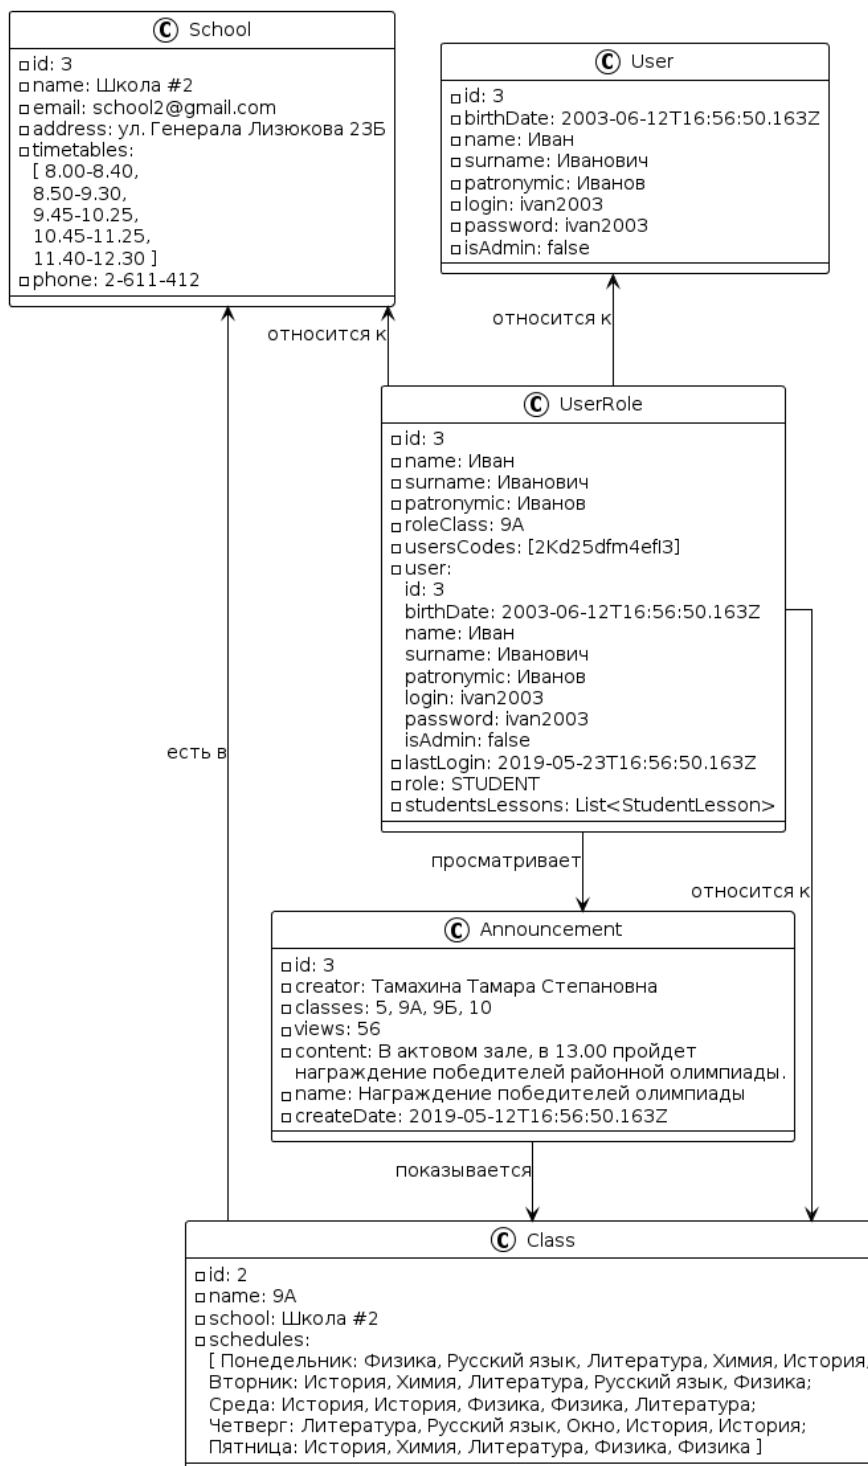 C School
id: 3
name: Школа #2
email: school2@gmail.com
address: ул. Генерала Лизюкова 23Б
timetables:
[ 8.00-8.40,
8.50-9.30,
9.45-10.25,
10.45-11.25,
11.40-12.30 ]
phone: 2-611-412
C User
id: 3
birthDate: 2003-06-12T16:56:50.163Z
name: Иван
surname: Иванович
patronymic: Иванов
login: ivan2003
password: ivan2003
isAdmin: false
относится к
относится к
C UserRole
id: 3
name: Иван
surname: Иванович
patronymic: Иванов
roleClass: 9А
usersCodes: [2Kd25dfm4efl3]
user:
id: 3
birthDate: 2003-06-12T16:56:50.163Z
name: Иван
surname: Иванович
patronymic: Иванов
login: ivan2003
password: ivan2003
isAdmin: false
lastLogin: 2019-05-23T16:56:50.163Z
role: STUDENT
studentsLessons: List<StudentLesson>
есть в
просматривает
относится к
C Announcement
id: 3
creator: Тамахина Тамара Степановна
classes: 5, 9А, 9Б, 10
views: 56
content: В актовом зале, в 13.00 пройдет
награждение победителей районной олимпиады.
name: Награждение победителей олимпиады
createDate: 2019-05-12T16:56:50.163Z
показывается
C Class
id: 2
name: 9А
school: Школа #2
schedules:
[ Понедельник: Физика, Русский язык, Литература, Химия, История,
Вторник: История, Химия, Литература, Русский язык, Физика;
Среда: История, История, Физика, Физика, Литература;
Четверг: Литература, Русский язык, Окно, История, История;
Пятница: История, Химия, Литература, Физика, Физика ]